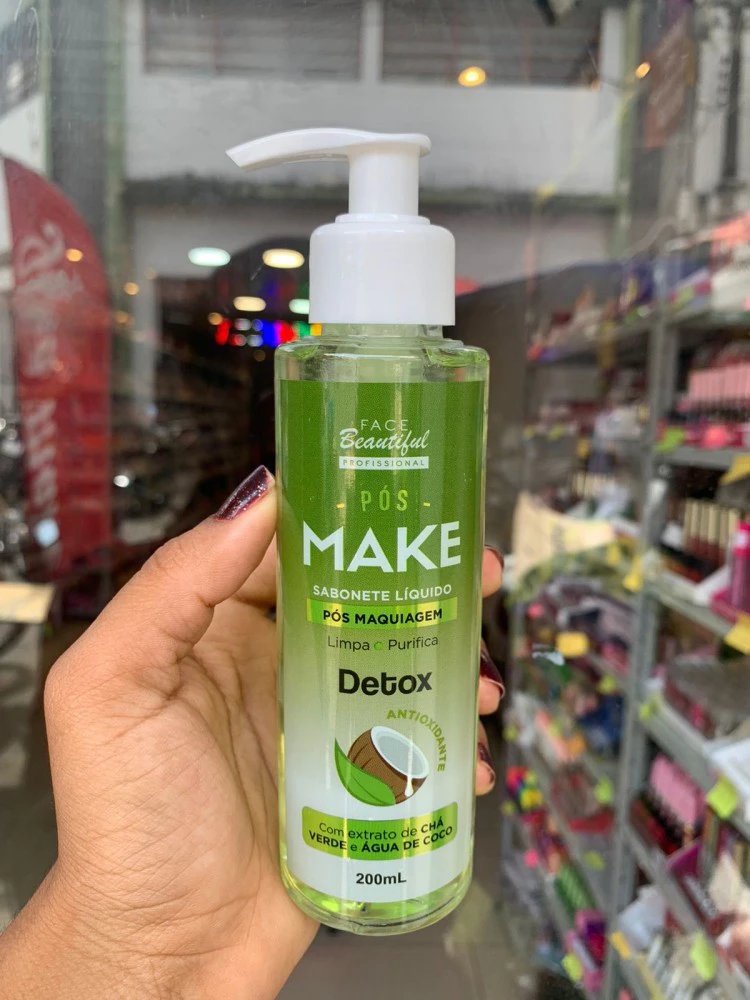 FACE
Beautiful
PROFISSIONAL
- PÓS -
MAKE
SABONETE LÍQUIDO
PÓS MAQUIAGEM
Limpa e Purifica
Detox
ANTIOXIDANTE
Com extrato de CHÁ
VERDE e ÁGUA DE COCO
200mL